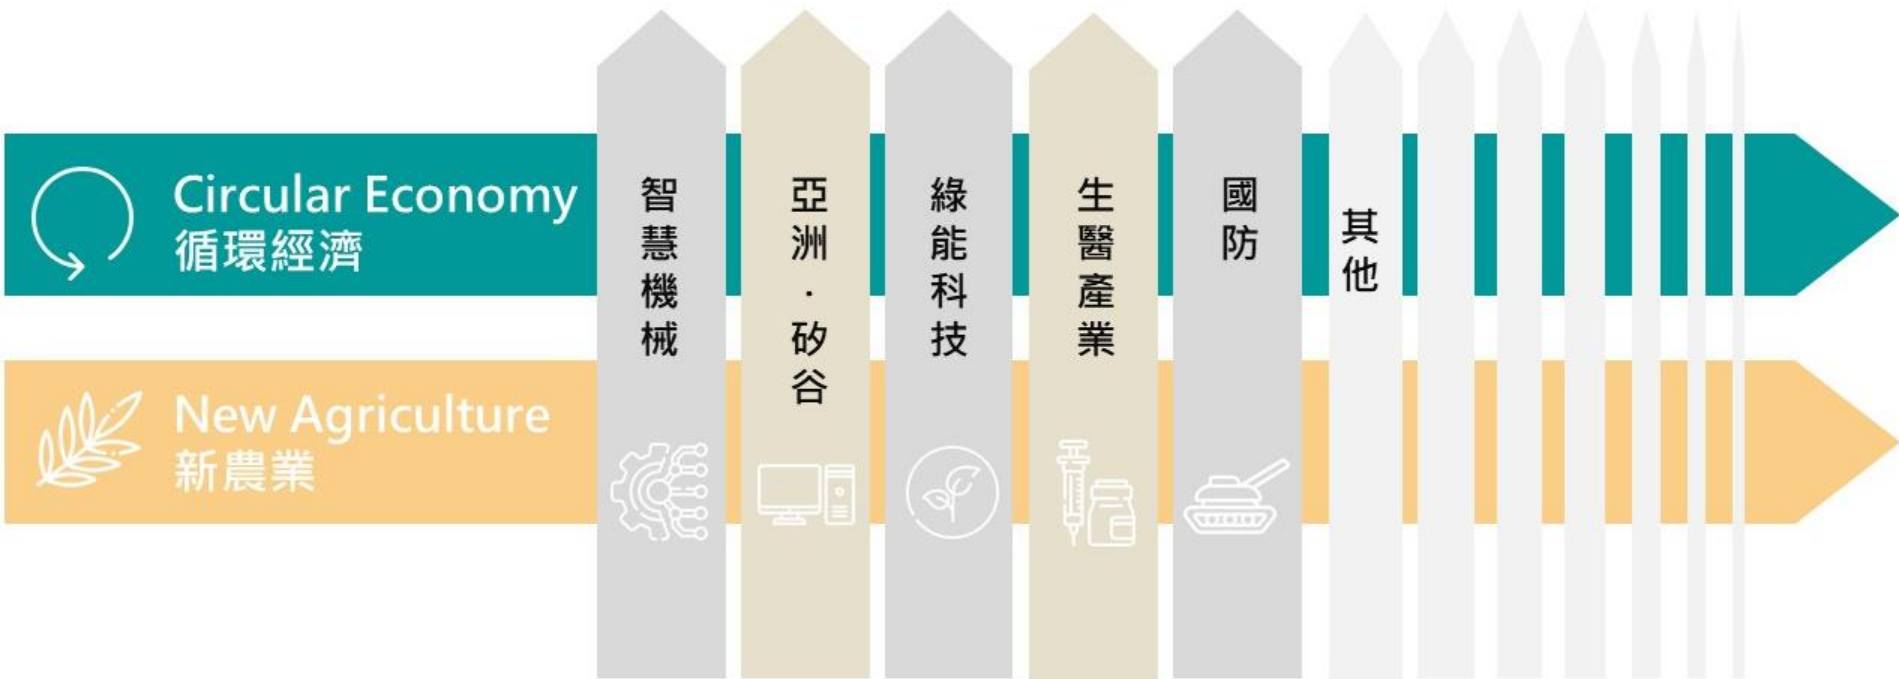 Circular Economy
循環經濟
New Agriculture
新農業
智慧機械
亞洲．矽谷
綠能科技
生醫產業
國防
其他